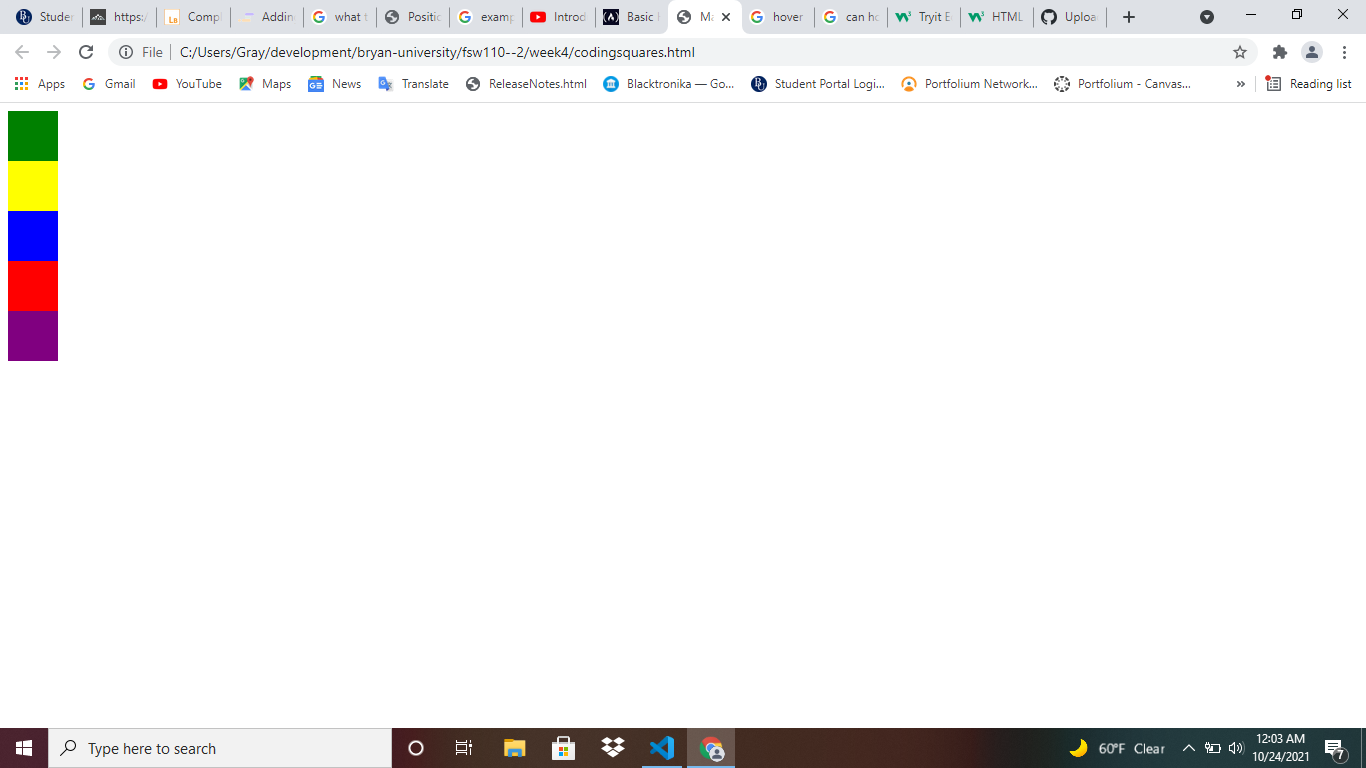 Studer https:/ Compl Addin what t Positic examp Introd Basic Ma hover can ho Tryit E HTML Uploa
File C:/Users/Gray/development/bryan-university/fsw110--2/week4/codingsquares.html
Apps Gmail YouTube Maps News Translate ReleaseNotes.html Blacktronika — Go... Student Portal Logi... Portfolium Network... Portfolium - Canvas... » Reading list
Type here to search 60°F Clear 12:03 AM
10/24/2021 7